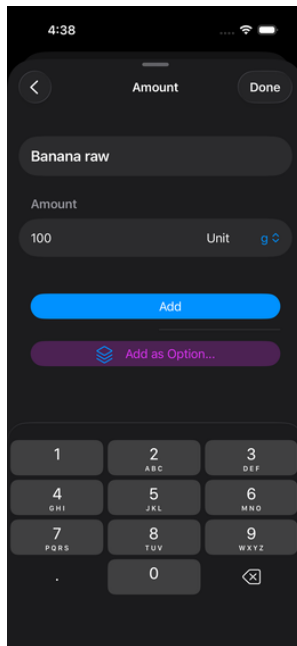 4:38
Amount
Done
Banana raw
Amount
100 Unit g
Add
Add as Option...
1 2 3
ABC DEF
4 5 6
GHI JKL MNO
7 8 9
PQRS TUV WXYZ
. 0